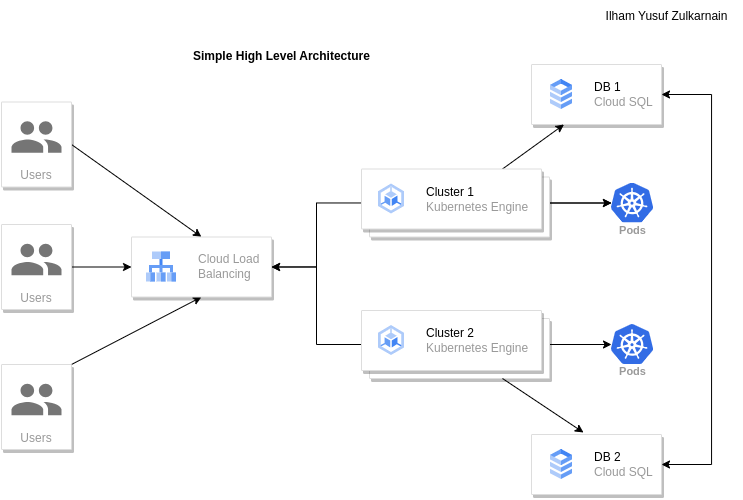 Ilham Yusuf Zulkarnain
Simple High Level Architecture
DB 1
Cloud SQL
Users
Cluster 1
Kubernetes Engine
Pods
Users
Cloud Load
Balancing
Cluster 2
Kubernetes Engine
Pods
Users
DB 2
Cloud SQL